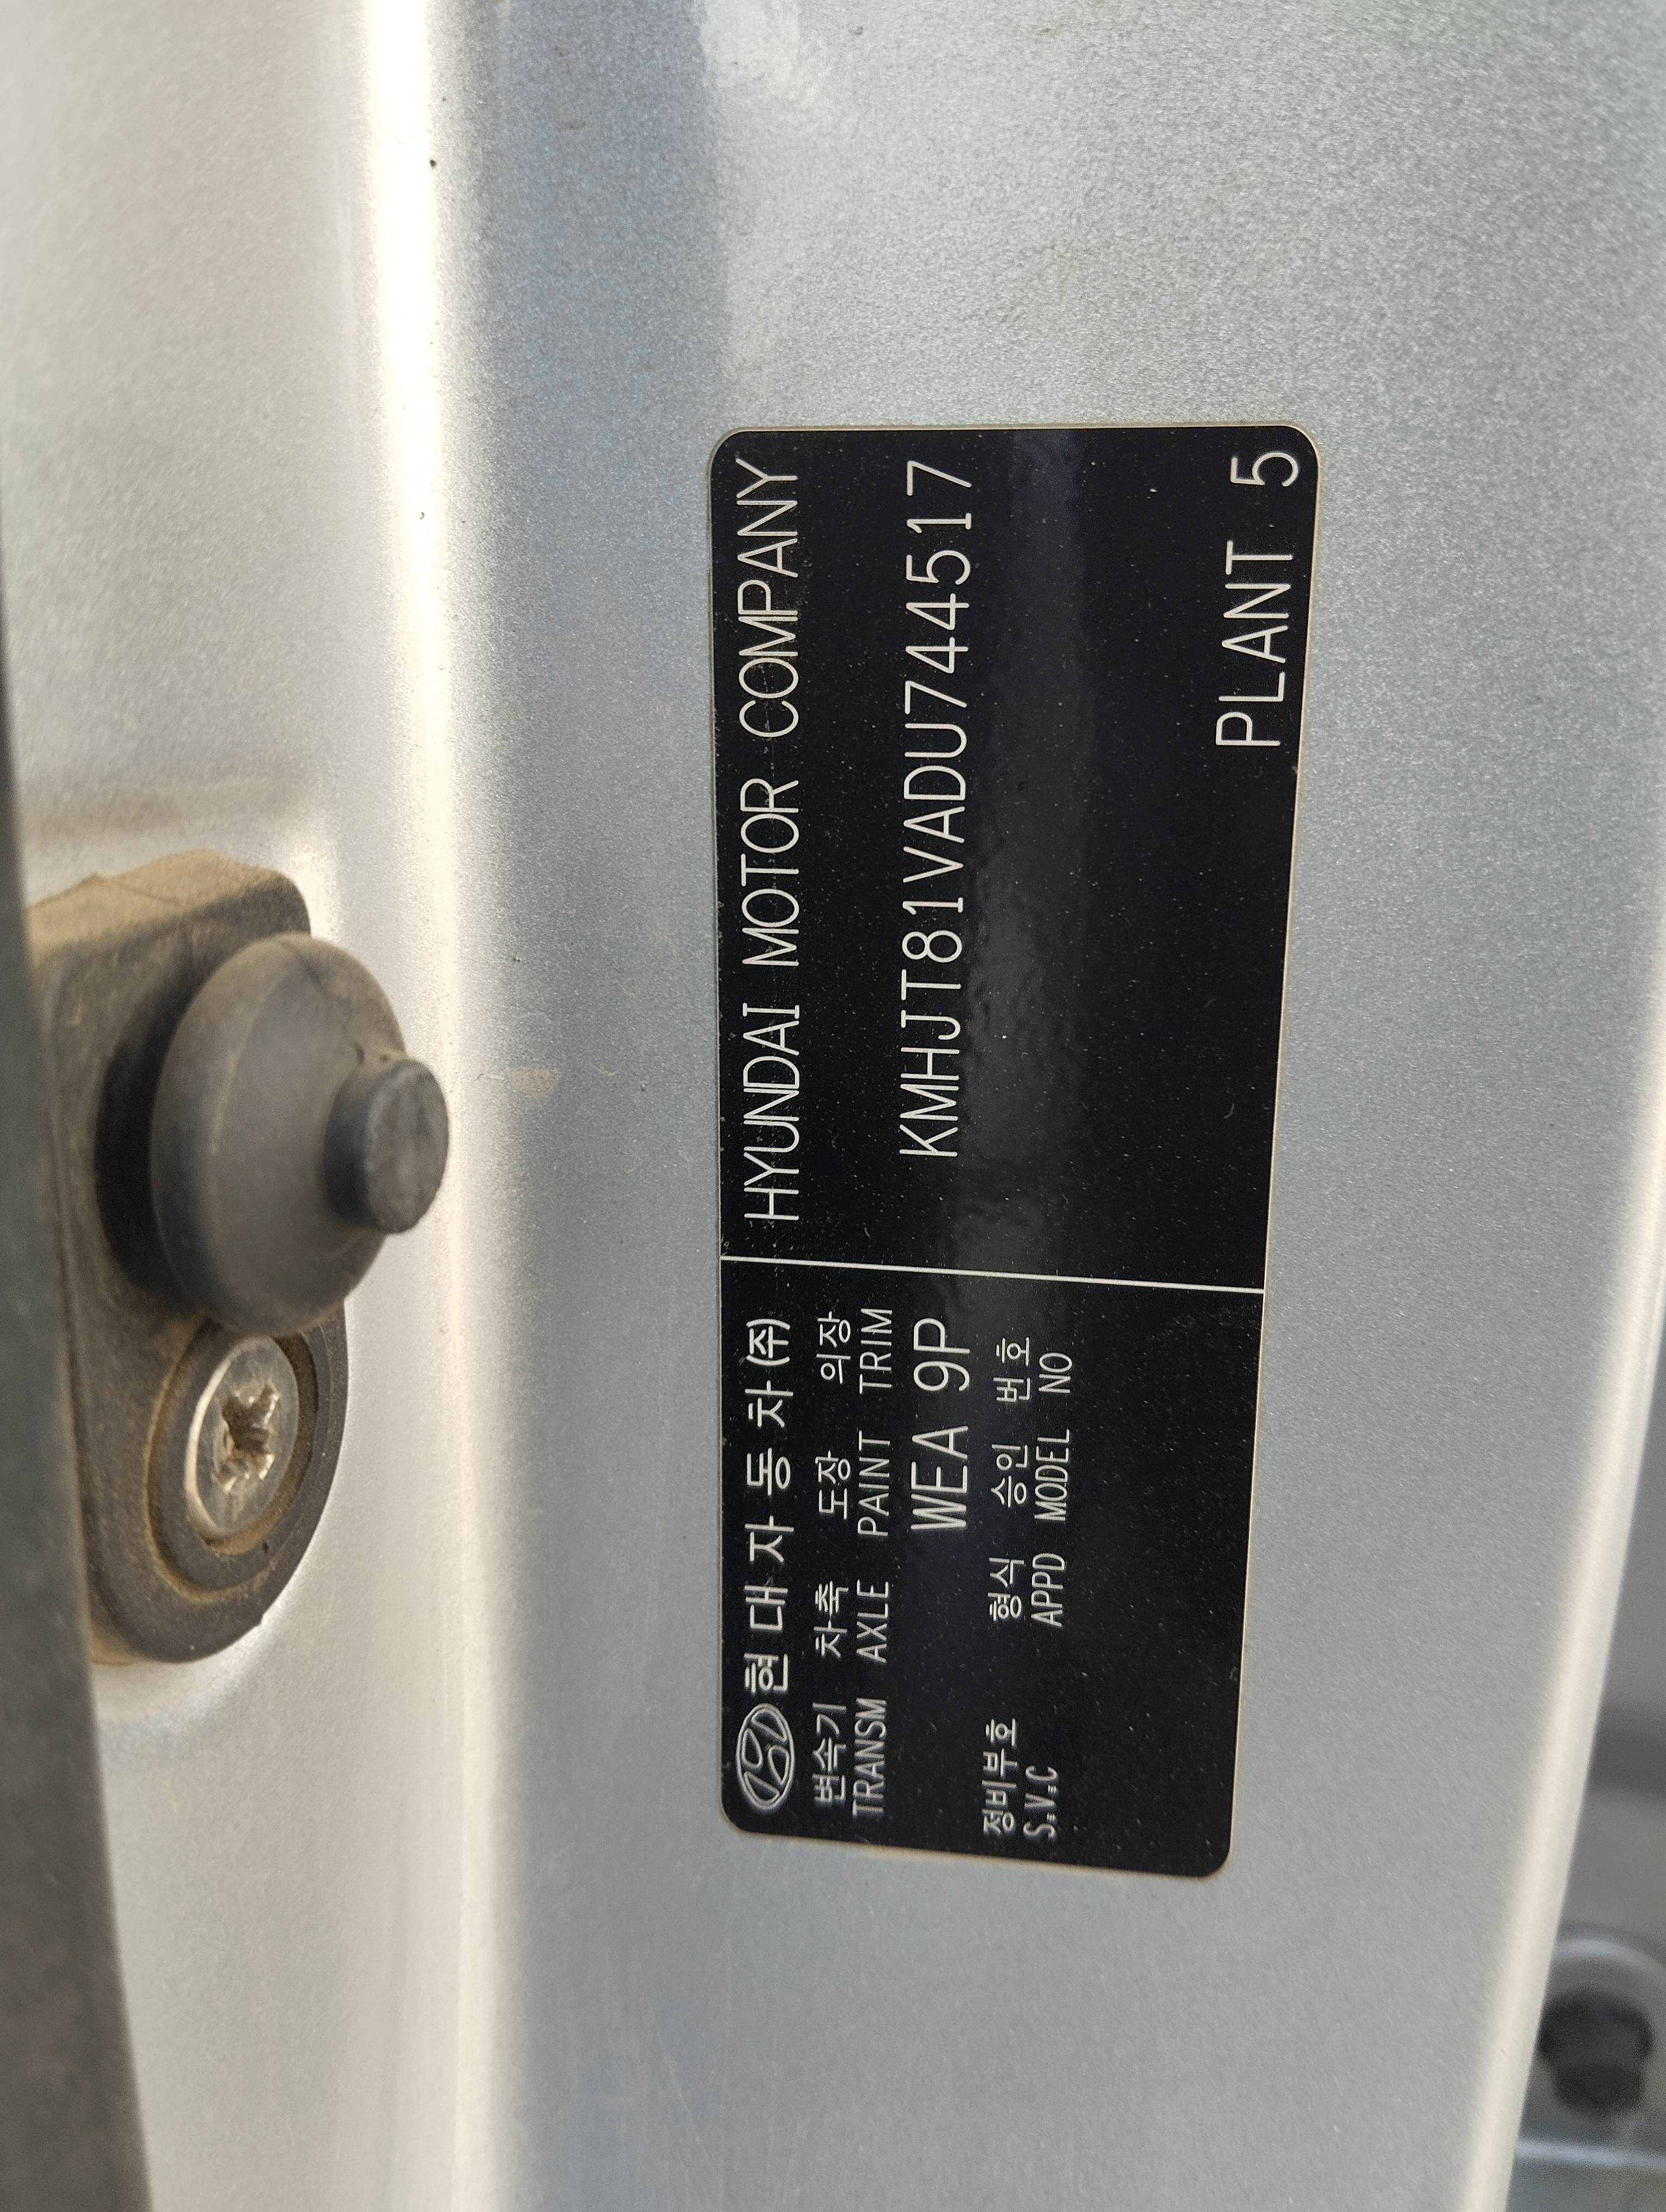 현대자동차(주)
변속기 차축 도장 의장
TRANSM AXLE PAINT TRIM
WEA 9P
정비부호 형식 승인 번호
S.V.C APPD MODEL NO
HYUNDAI MOTOR COMPANY
KMHJT81VADU744517
PLANT 5